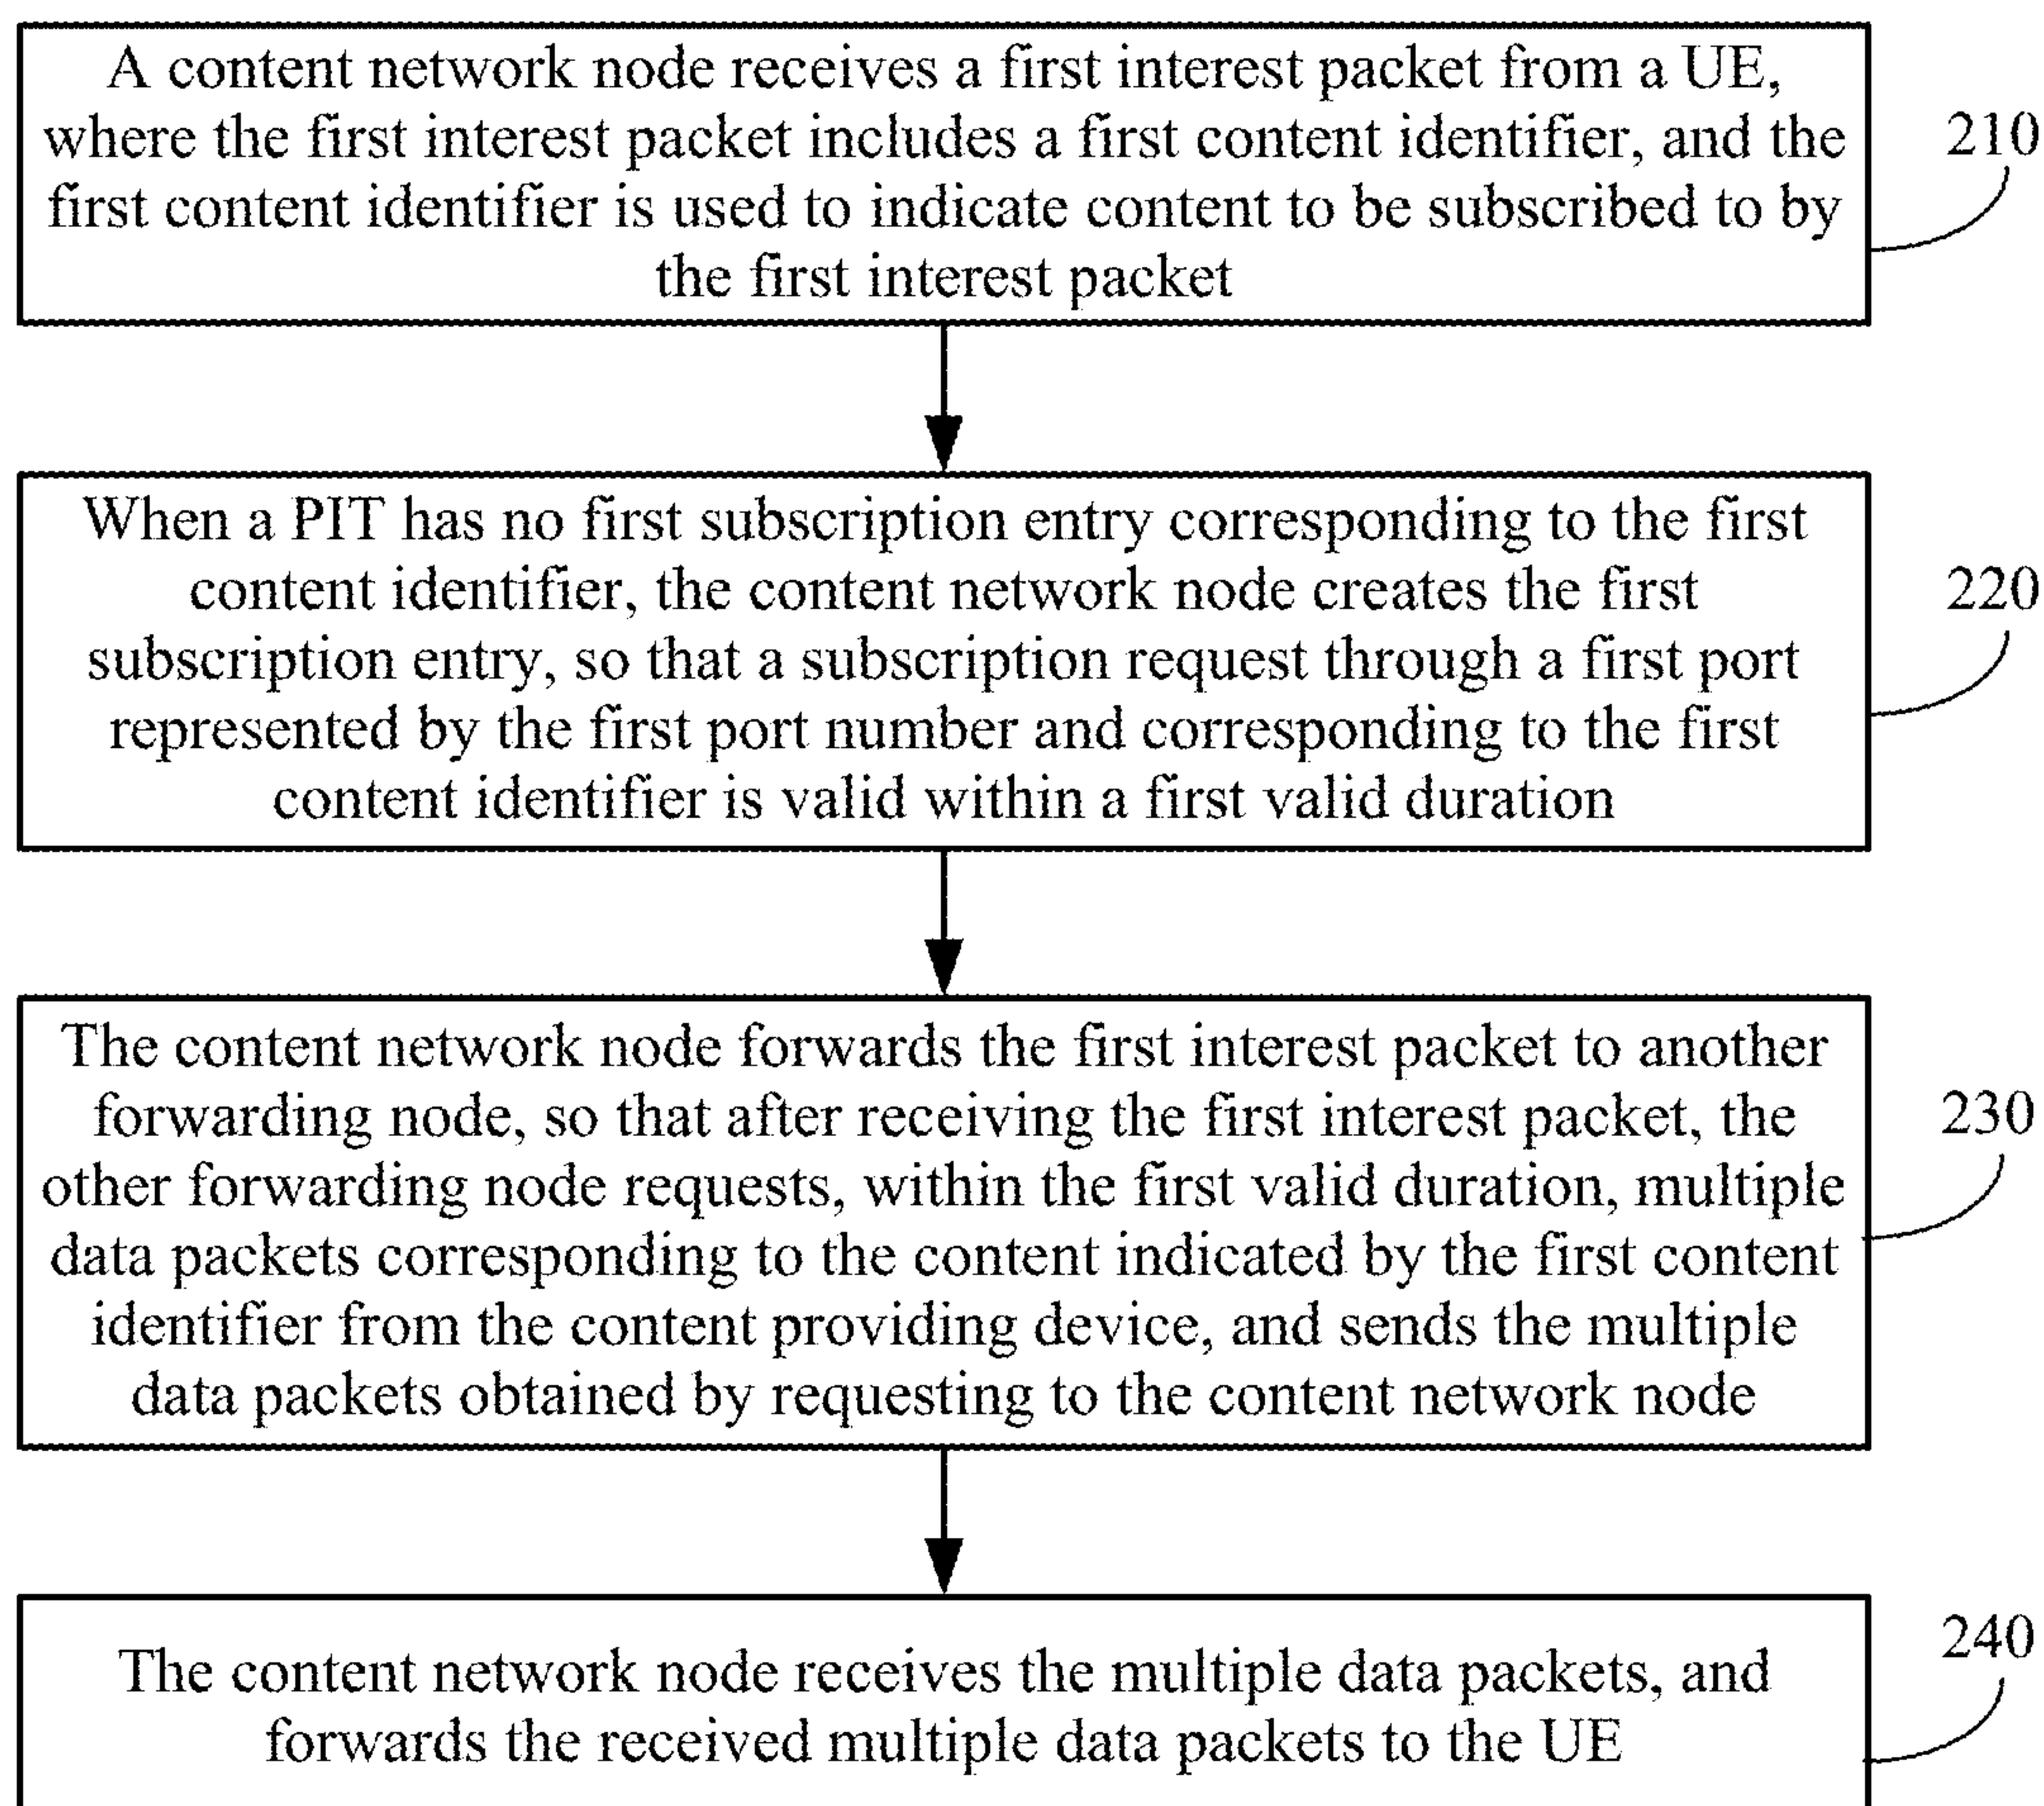 A content network node receives a first interest packet from a UE,
where the first interest packet includes a first content identifier, and the
first content identifier is used to indicate content to be subscribed to by
the first interest packet
210
When a PIT has no first subscription entry corresponding to the first
content identifier, the content network node creates the first
subscription entry, so that a subscription request through a first port
represented by the first port number and corresponding to the first
content identifier is valid within a first valid duration
220
The content network node forwards the first interest packet to another
forwarding node, so that after receiving the first interest packet, the
other forwarding node requests, within the first valid duration, multiple
data packets corresponding to the content indicated by the first content
identifier from the content providing device, and sends the multiple
data packets obtained by requesting to the content network node
230
The content network node receives the multiple data packets, and
forwards the received multiple data packets to the UE
240